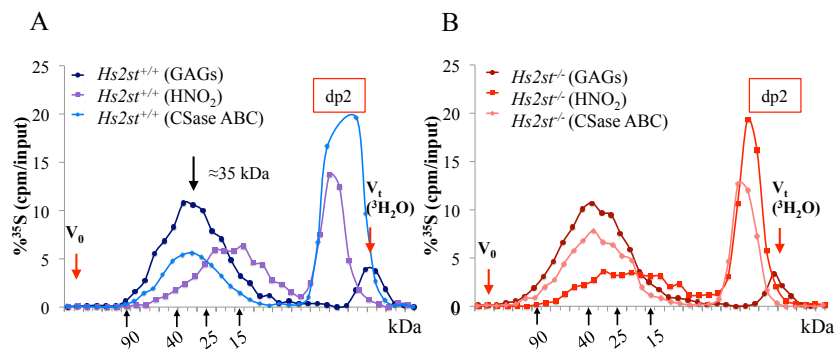 A
25
20
15
10
5
0
%³⁵S (cpm/input)
Hs2st⁺/⁺ (GAGs)
Hs2st⁺/⁺ (HNO₂)
Hs2st⁺/⁺ (CSase ABC)
dp2
≈35 kDa
V₀
Vₜ
(³H₂O)
90
40
25
15
kDa
B
25
20
15
10
5
0
%³⁵S (cpm/input)
Hs2st⁻/⁻ (GAGs)
Hs2st⁻/⁻ (HNO₂)
Hs2st⁻/⁻ (CSase ABC)
dp2
V₀
Vₜ
(³H₂O)
90
40
25
15
kDa